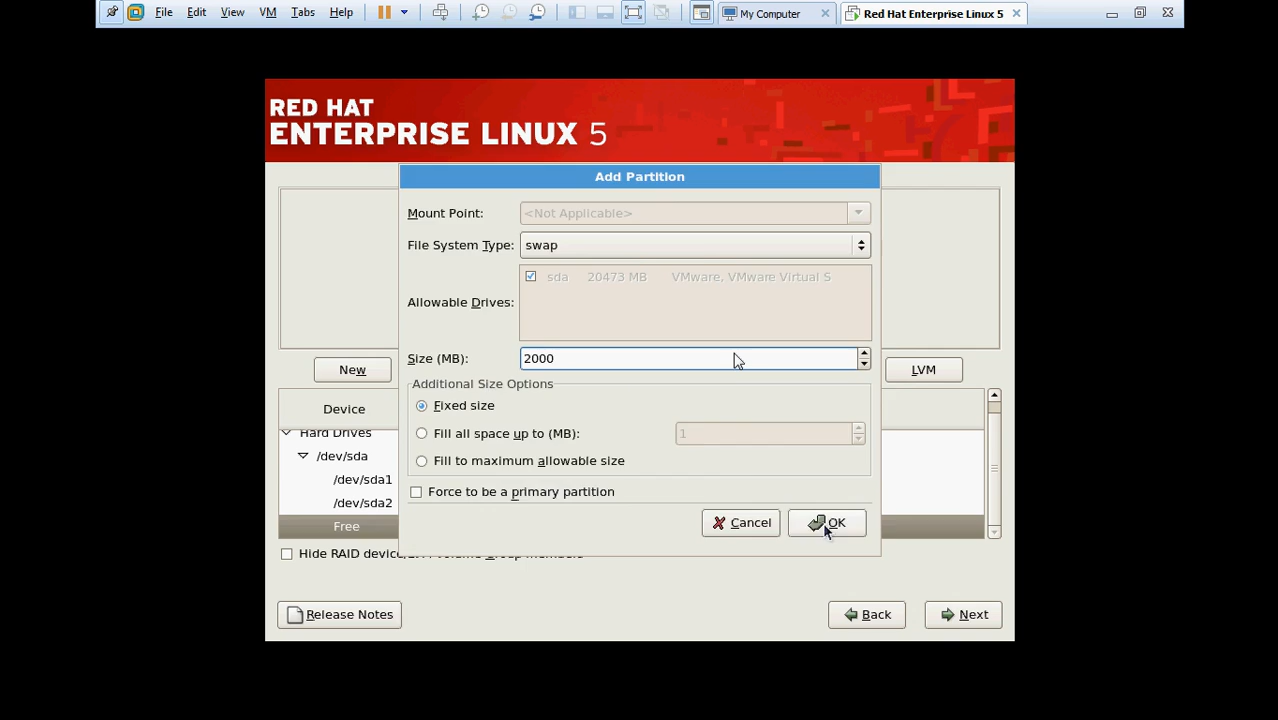 File Edit View VM Tabs Help My Computer Red Hat Enterprise Linux 5
RED HAT
ENTERPRISE LINUX 5
Add Partition
Mount Point: <Not Applicable>
File System Type: swap
sda 20473 MB VMware, VMware Virtual S
Allowable Drives:
Size (MB): 2000
New LVM
Additional Size Options
Device Fixed size
Hard Drives Fill all space up to (MB): 1
/dev/sda Fill to maximum allowable size
/dev/sda1
/dev/sda2 Force to be a primary partition
Free Cancel OK
Hide RAID device
Release Notes Back Next